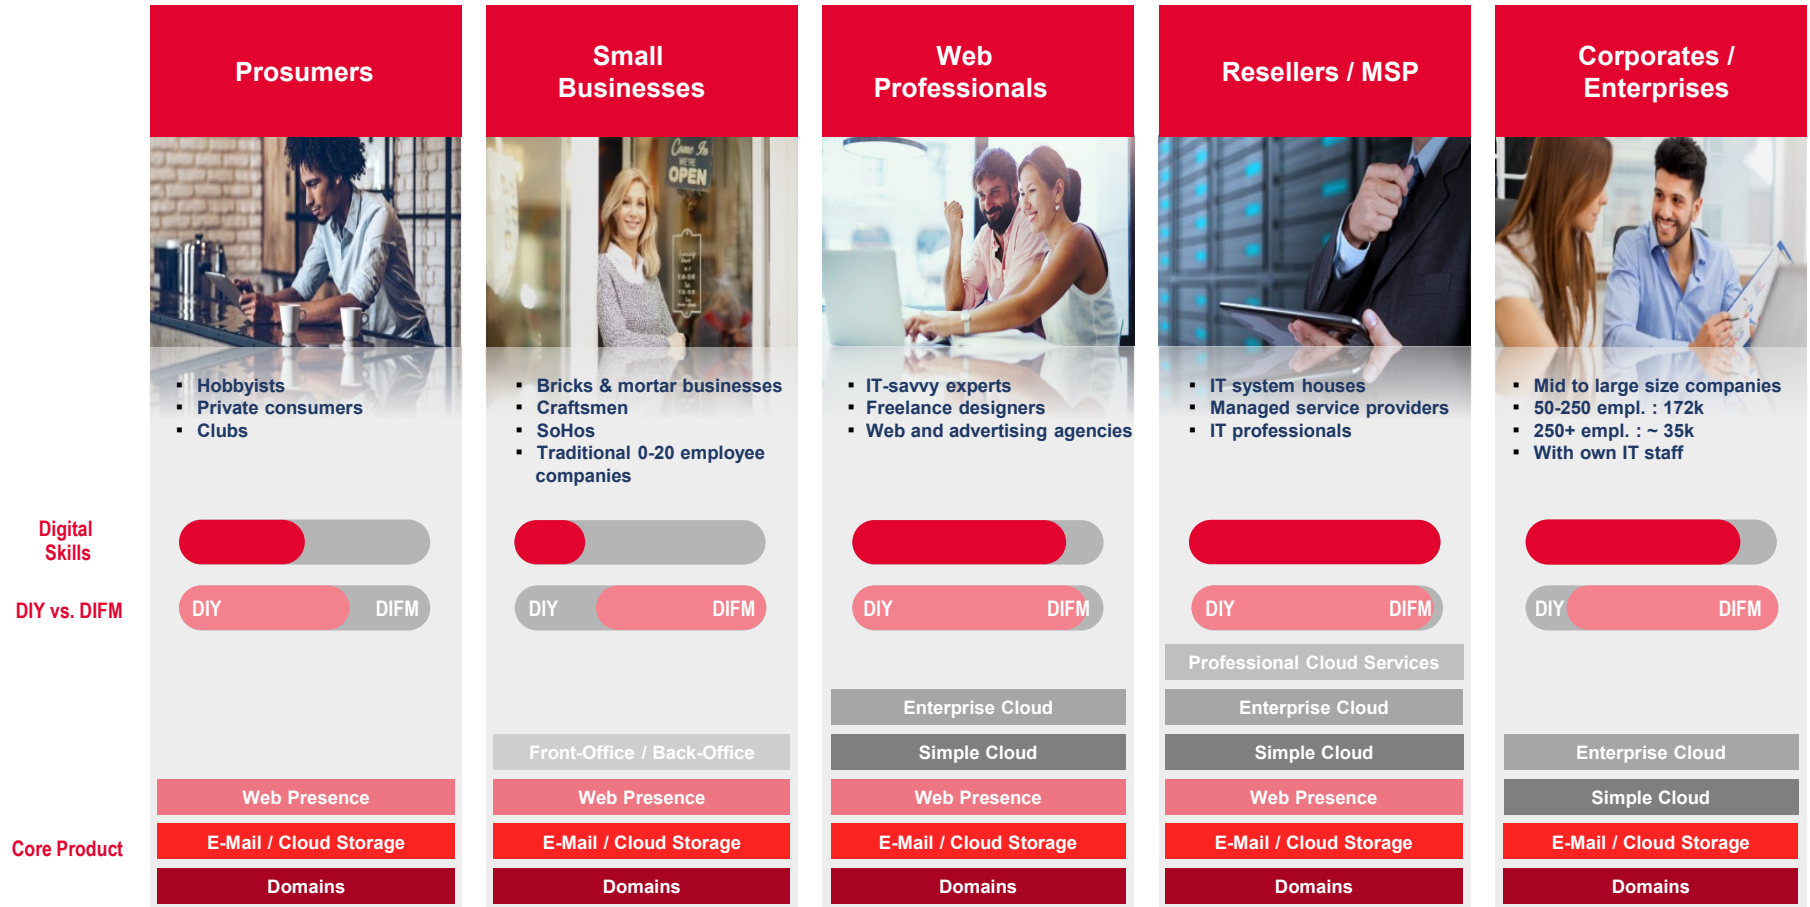 Prosumers
Small
Businesses
Web
Professionals
Resellers / MSP
Corporates /
Enterprises
Come In
WE'RE
OPEN
▪ Hobbyists
▪ Private consumers
▪ Clubs
▪ Bricks & mortar businesses
▪ Craftsmen
▪ SoHos
▪ Traditional 0-20 employee
companies
▪ IT-savvy experts
▪ Freelance designers
▪ Web and advertising agencies
▪ IT system houses
▪ Managed service providers
▪ IT professionals
▪ Mid to large size companies
▪ 50-250 empl. : 172k
▪ 250+ empl. : ~ 35k
▪ With own IT staff
Digital
Skills
DIY vs. DIFM
DIY DIFM
DIY DIFM
DIY DIFM
DIY DIFM
DIY DIFM
Core Product
Web Presence
E-Mail / Cloud Storage
Domains
Front-Office / Back-Office
Web Presence
E-Mail / Cloud Storage
Domains
Enterprise Cloud
Simple Cloud
Web Presence
E-Mail / Cloud Storage
Domains
Professional Cloud Services
Enterprise Cloud
Simple Cloud
Web Presence
E-Mail / Cloud Storage
Domains
Enterprise Cloud
Simple Cloud
E-Mail / Cloud Storage
Domains